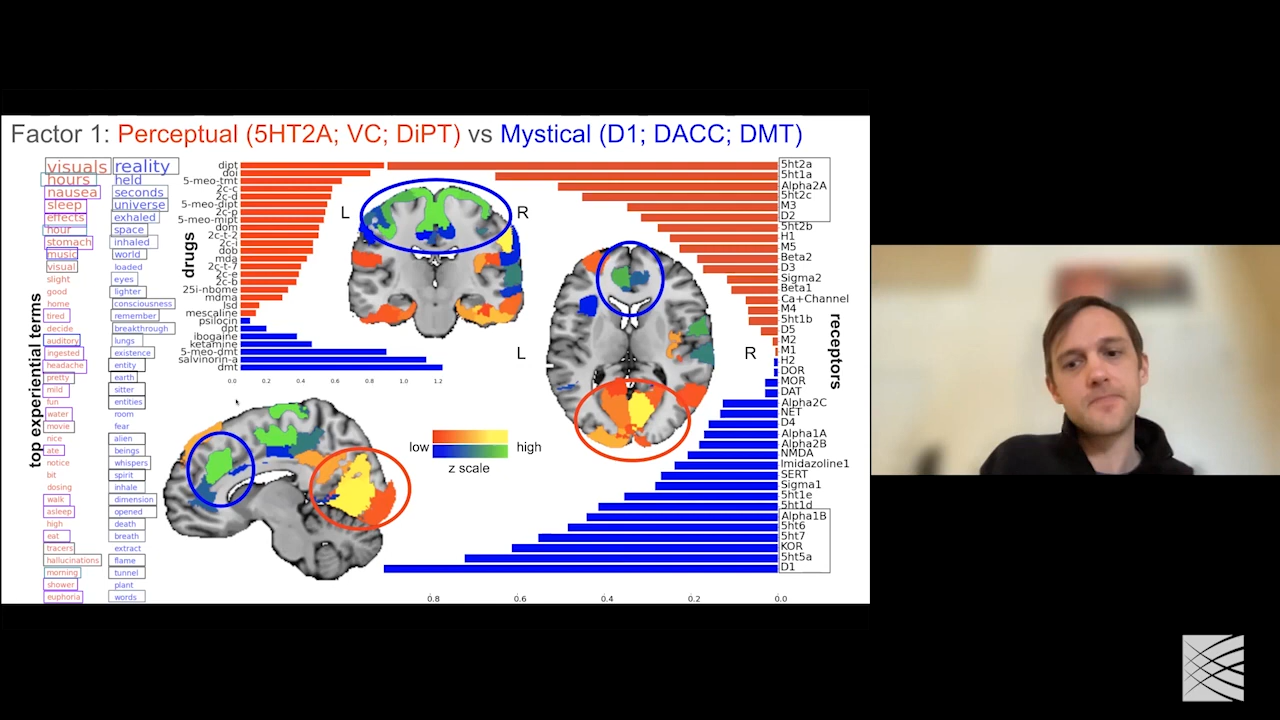 Factor 1: Perceptual (5HT2A; VC; DiPT) vs Mystical (D1; DACC; DMT)
top experiential terms
visuals
hours
nausea
sleep
effects
hour
stomach
music
visual
slight
good
home
tired
decide
auditory
ingested
headache
pretty
mild
fun
water
movie
nice
ate
notice
bit
dosing
walk
asleep
high
eat
tracers
hallucinations
morning
shower
euphoria
reality
held
seconds
universe
exhaled
space
inhaled
world
loaded
eyes
lighter
consciousness
remember
breakthrough
lungs
existence
entity
earth
sitter
entities
room
fear
alien
beings
whispers
spirit
inhale
dimension
opened
death
breath
extract
flame
tunnel
plant
words
drugs
dipt
doi
5-meo-tmt
2c-c
2c-d
5-meo-dipt
2c-p
5-meo-mipt
dom
2c-t-2
2c-i
dob
mda
2c-t-7
2c-e
2c-b
25i-nbome
mdma
lsd
mescaline
psilocin
dpt
ibogaine
ketamine
5-meo-dmt
salvinorin-a
dmt
0.0 0.2 0.4 0.6 0.8 1.0 1.2
L R
L R
low high
z scale
5ht2a
5ht1a
Alpha2A
5ht2c
M3
D2
5ht2b
H1
M5
Beta2
D3
Sigma2
Beta1
Ca+Channel
M4
5ht1b
D5
M2
M1
H2
DOR
MOR
DAT
Alpha2C
NET
D4
Alpha1A
Alpha2B
NMDA
Imidazoline1
SERT
Sigma1
5ht1e
5ht1d
Alpha1B
5ht6
5ht7
KOR
5ht5a
D1
receptors
0.8 0.6 0.4 0.2 0.0